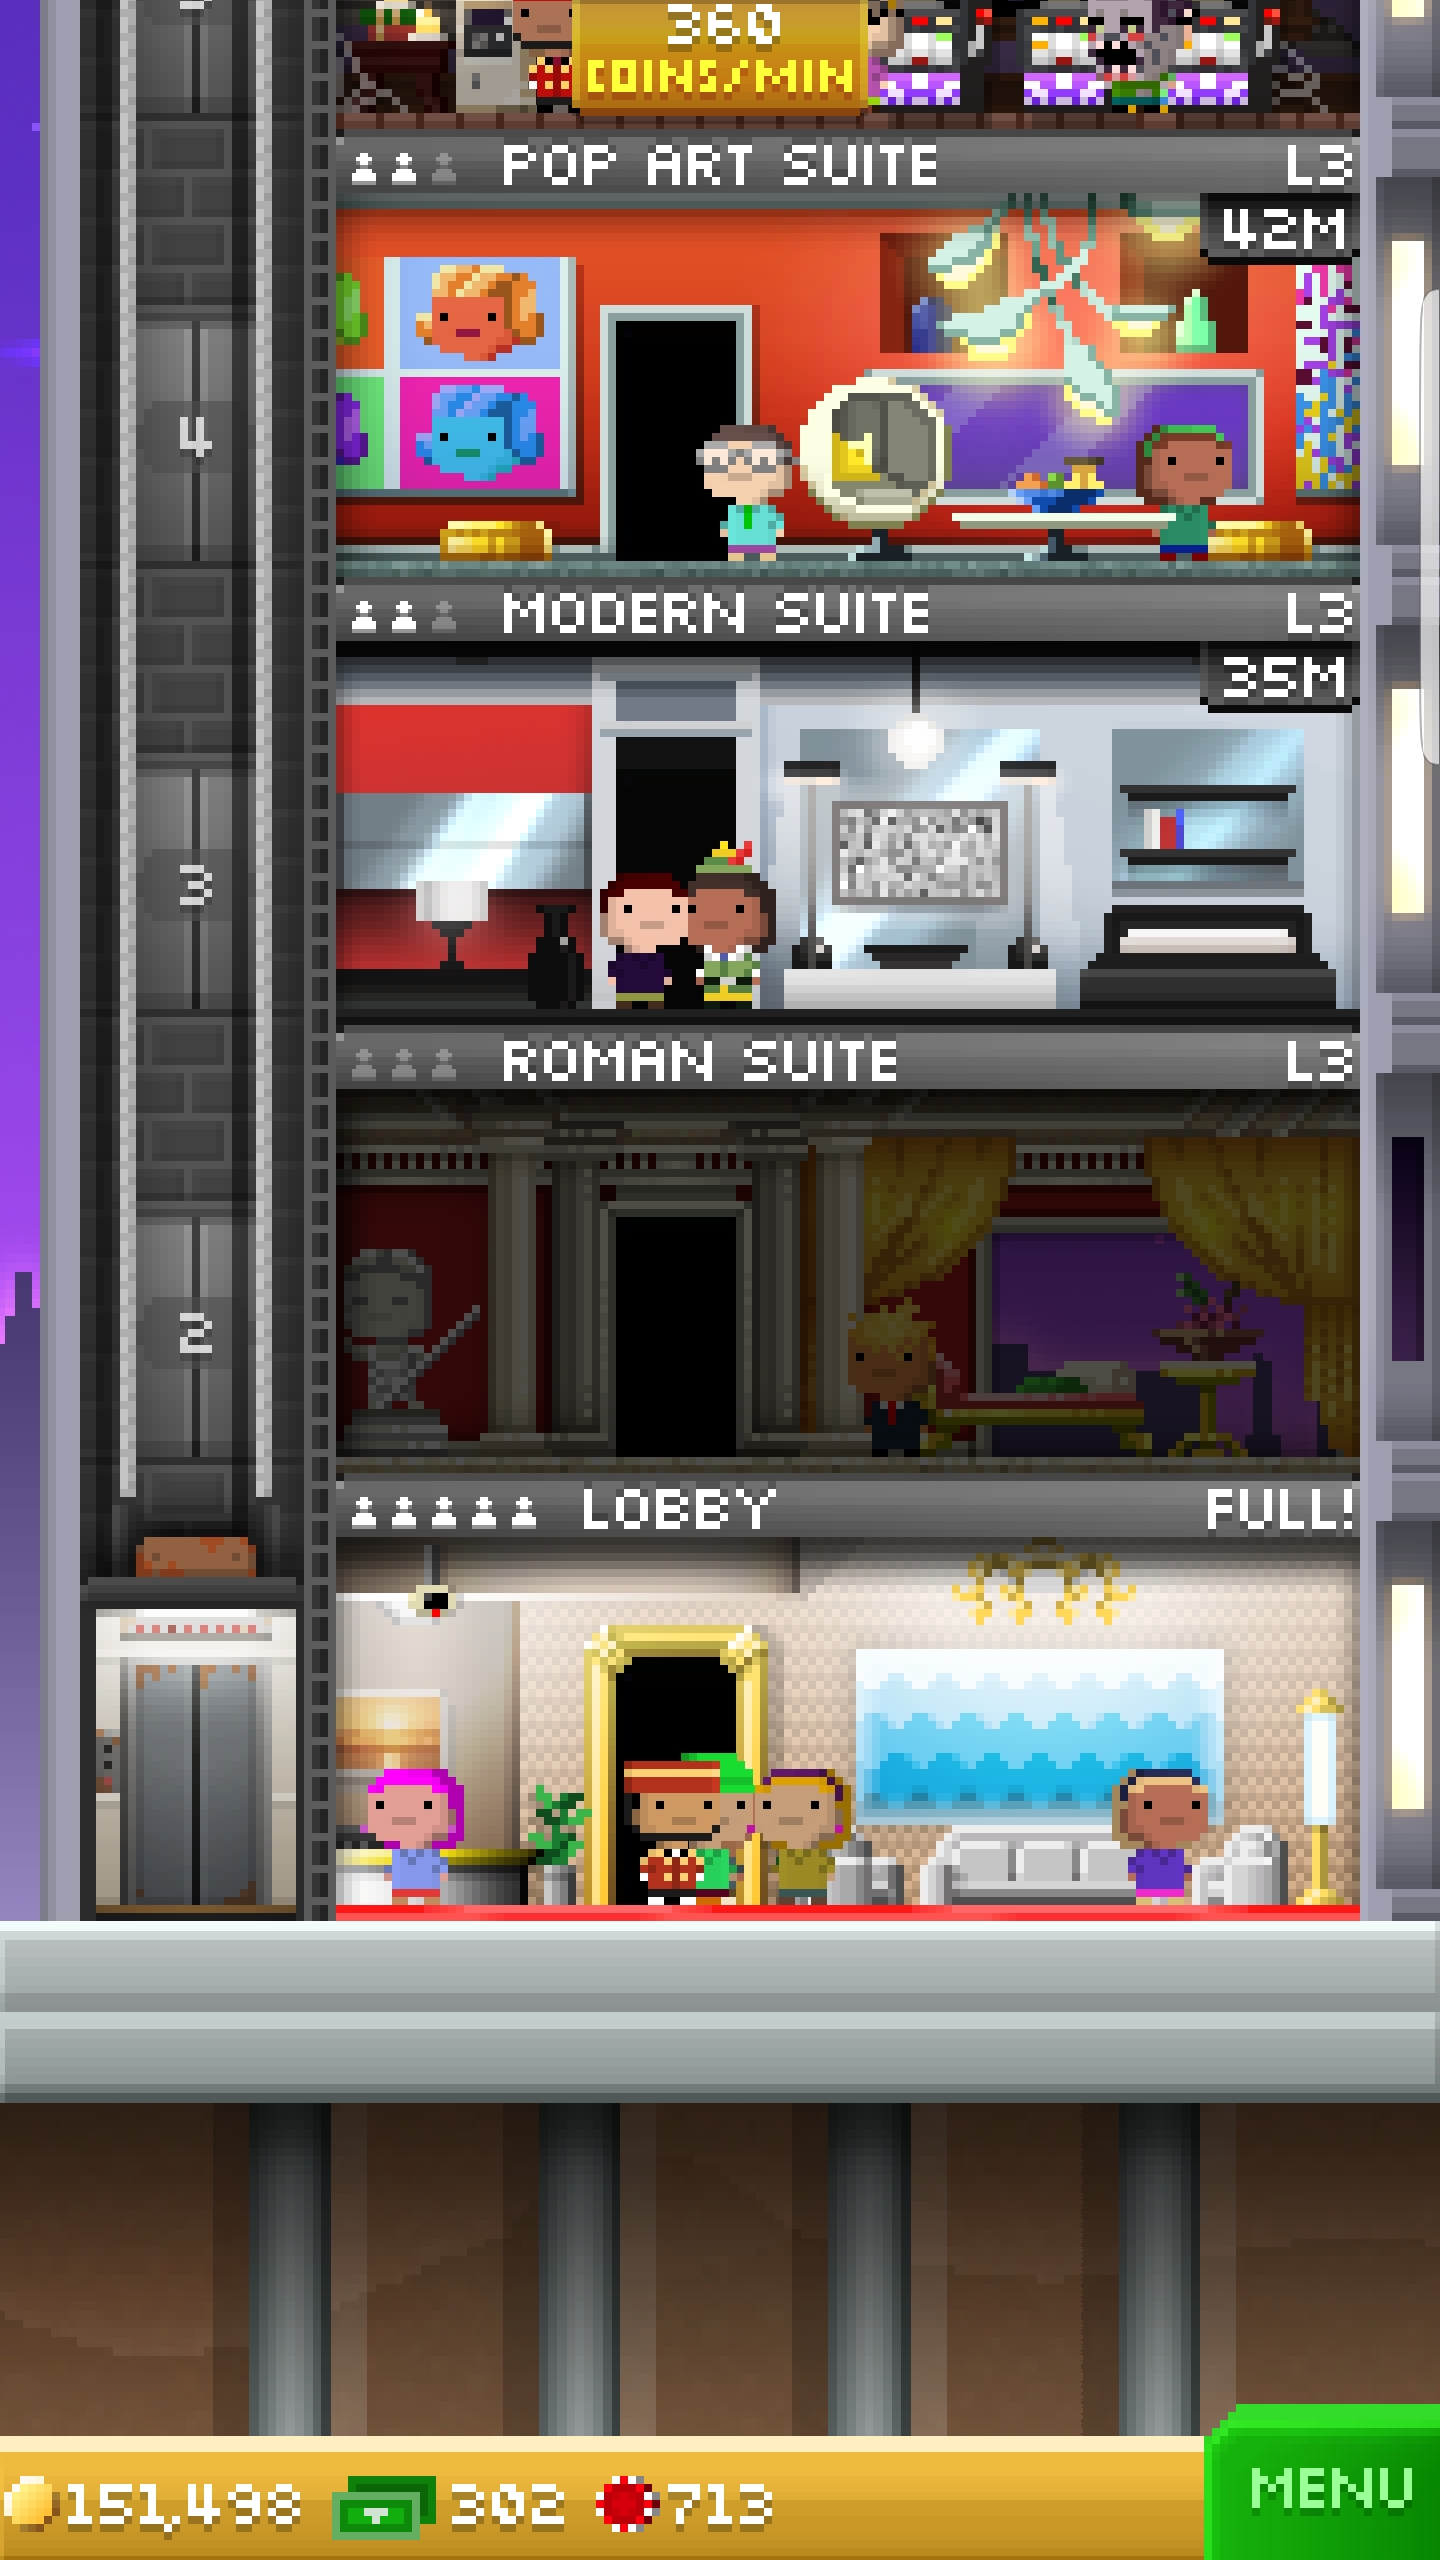 360
COINS/MIN
POP ART SUITE L3
42M
4
MODERN SUITE L3
35M
3
ROMAN SUITE L3
2
LOBBY FULL!
151,498 302 713
MENU